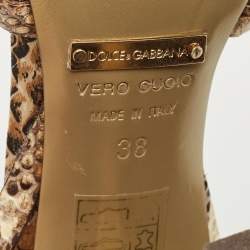 DOLCE & GABBANA
VERO CUOIO
MADE IN ITALY
38